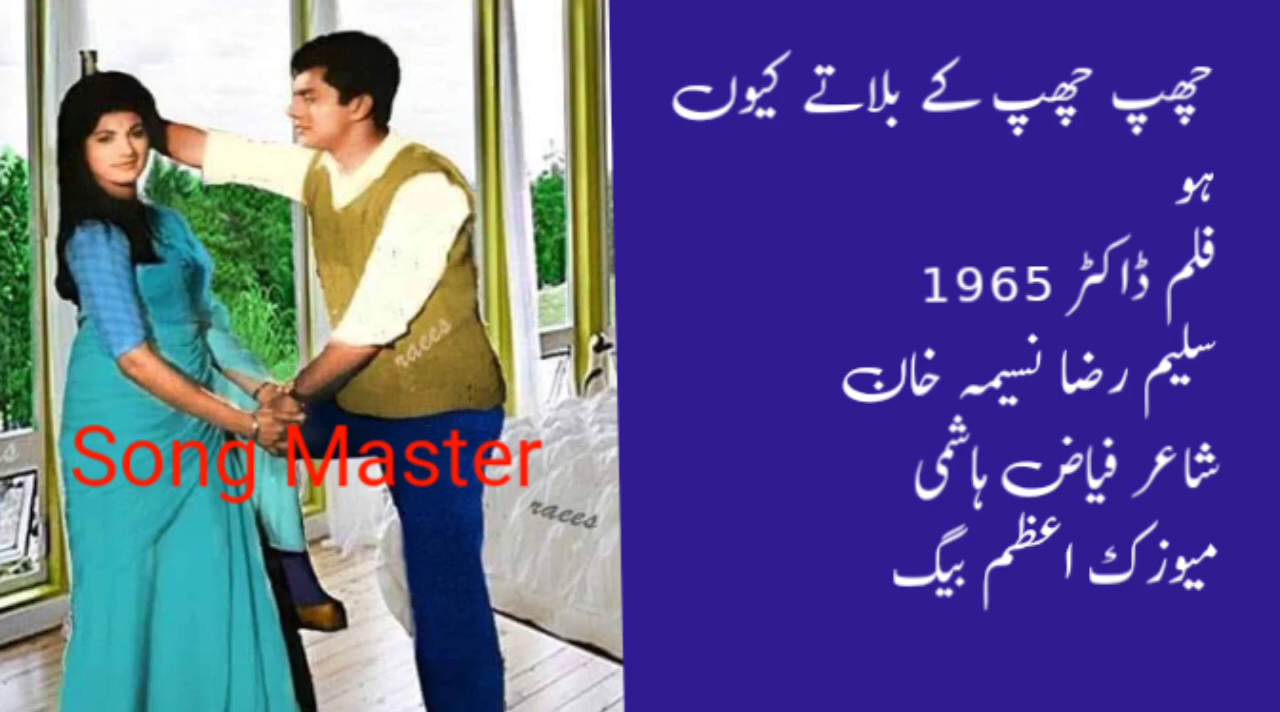 چھپ چھپ کے بلاتے کیوں
ہو
فلم ڈاکٹر 1965
سلیم رضا نسیمہ خان
شاعر فیاض ہاشمی
میوزک اعظم بیگ
Song Master
raees
raees